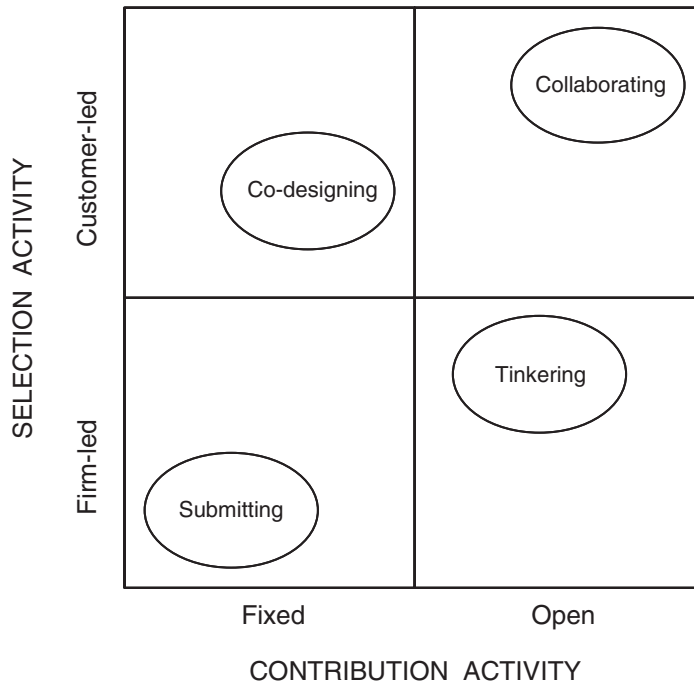 SELECTION ACTIVITY
Customer-led
Firm-led
Collaborating
Co-designing
Tinkering
Submitting
Fixed
Open
CONTRIBUTION ACTIVITY